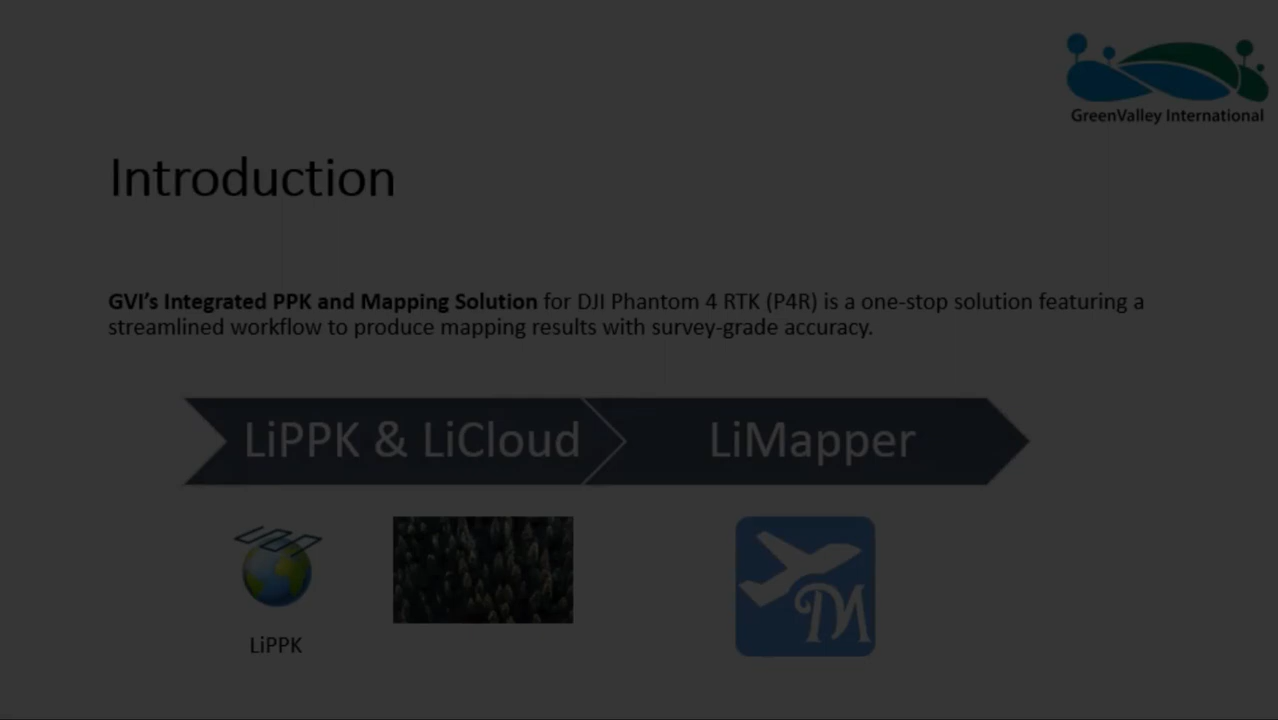 GreenValley International
Introduction
GVI's Integrated PPK and Mapping Solution for DJI Phantom 4 RTK (P4R) is a one-stop solution featuring a
streamlined workflow to produce mapping results with survey-grade accuracy.
LiPPK & LiCloud
LiMapper
M
LiPPK